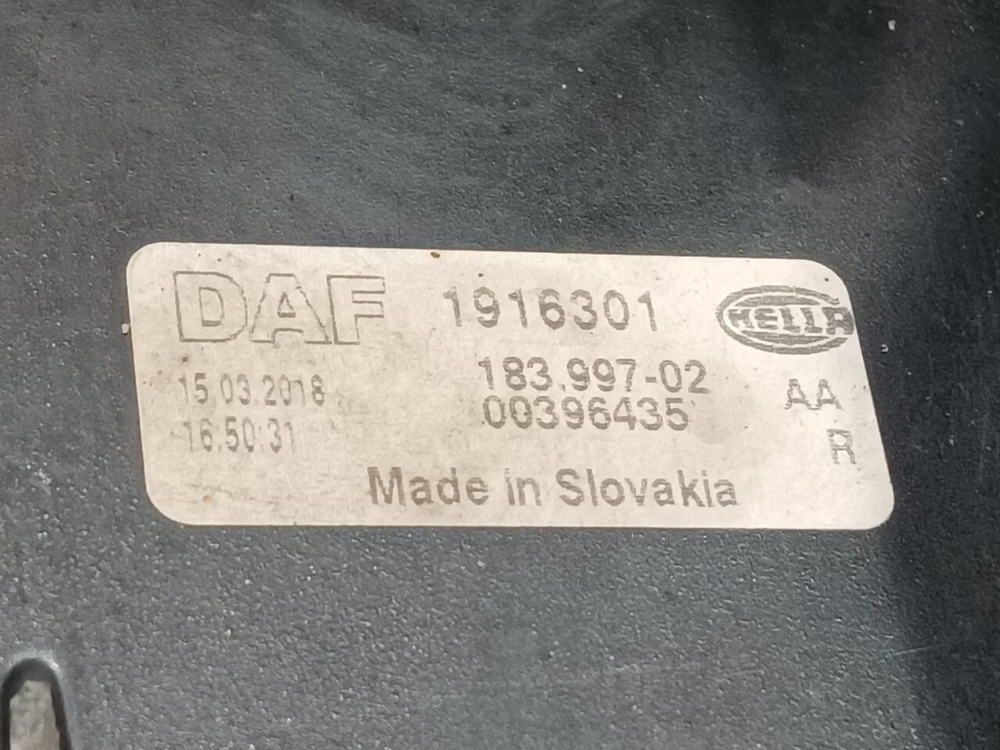 DAF 1916301 HELLA
183.997-02
15.03.2018 00396435 AA
16:50:31 R
Made in Slovakia